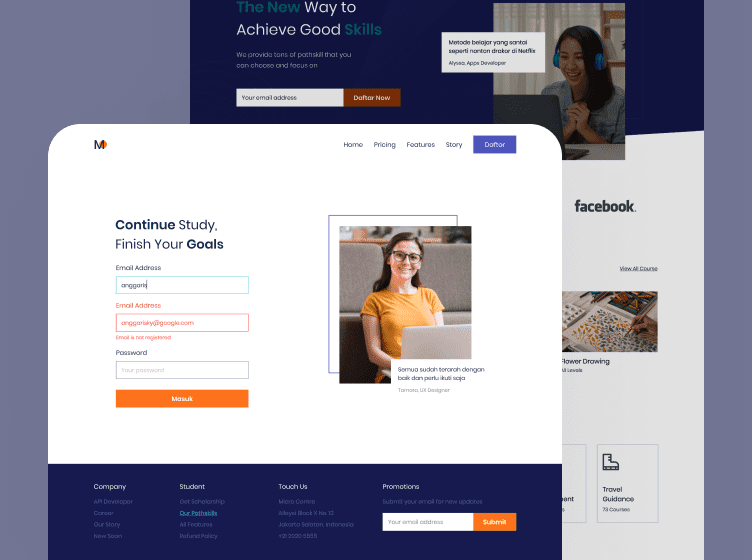 The New Way to
Achieve Good Skills
We provide tons of pathskill that you
can choose and focus on
Your email address
Daftar Now
Metode belajar yang santai
seperti nonton drakor di Netflix
Alysea, Apps Developer
M
Home
Pricing
Features
Story
Daftar
Continue Study,
Finish Your Goals
Email Address
anggaris
Email Address
anggarisky@google.com
Email is not registered
Password
Your password
Masuk
Semua sudah terarah dengan
baik dan perlu ikuti saja
Tamara, UX Designer
facebook.
View All Course
Flower Drawing
All Levels
Travel
Guidance
73 Courses
Company
API Developer
Career
Our Story
New Soon
Student
Get Scholarship
Our Pathskills
All Features
Refund Policy
Touch Us
Micro Centre
Alleysi Block X No. 12
Jakarta Selatan, Indonesia
+21 2020 5555
Promotions
Submit your email for new updates
Your email address
Submit